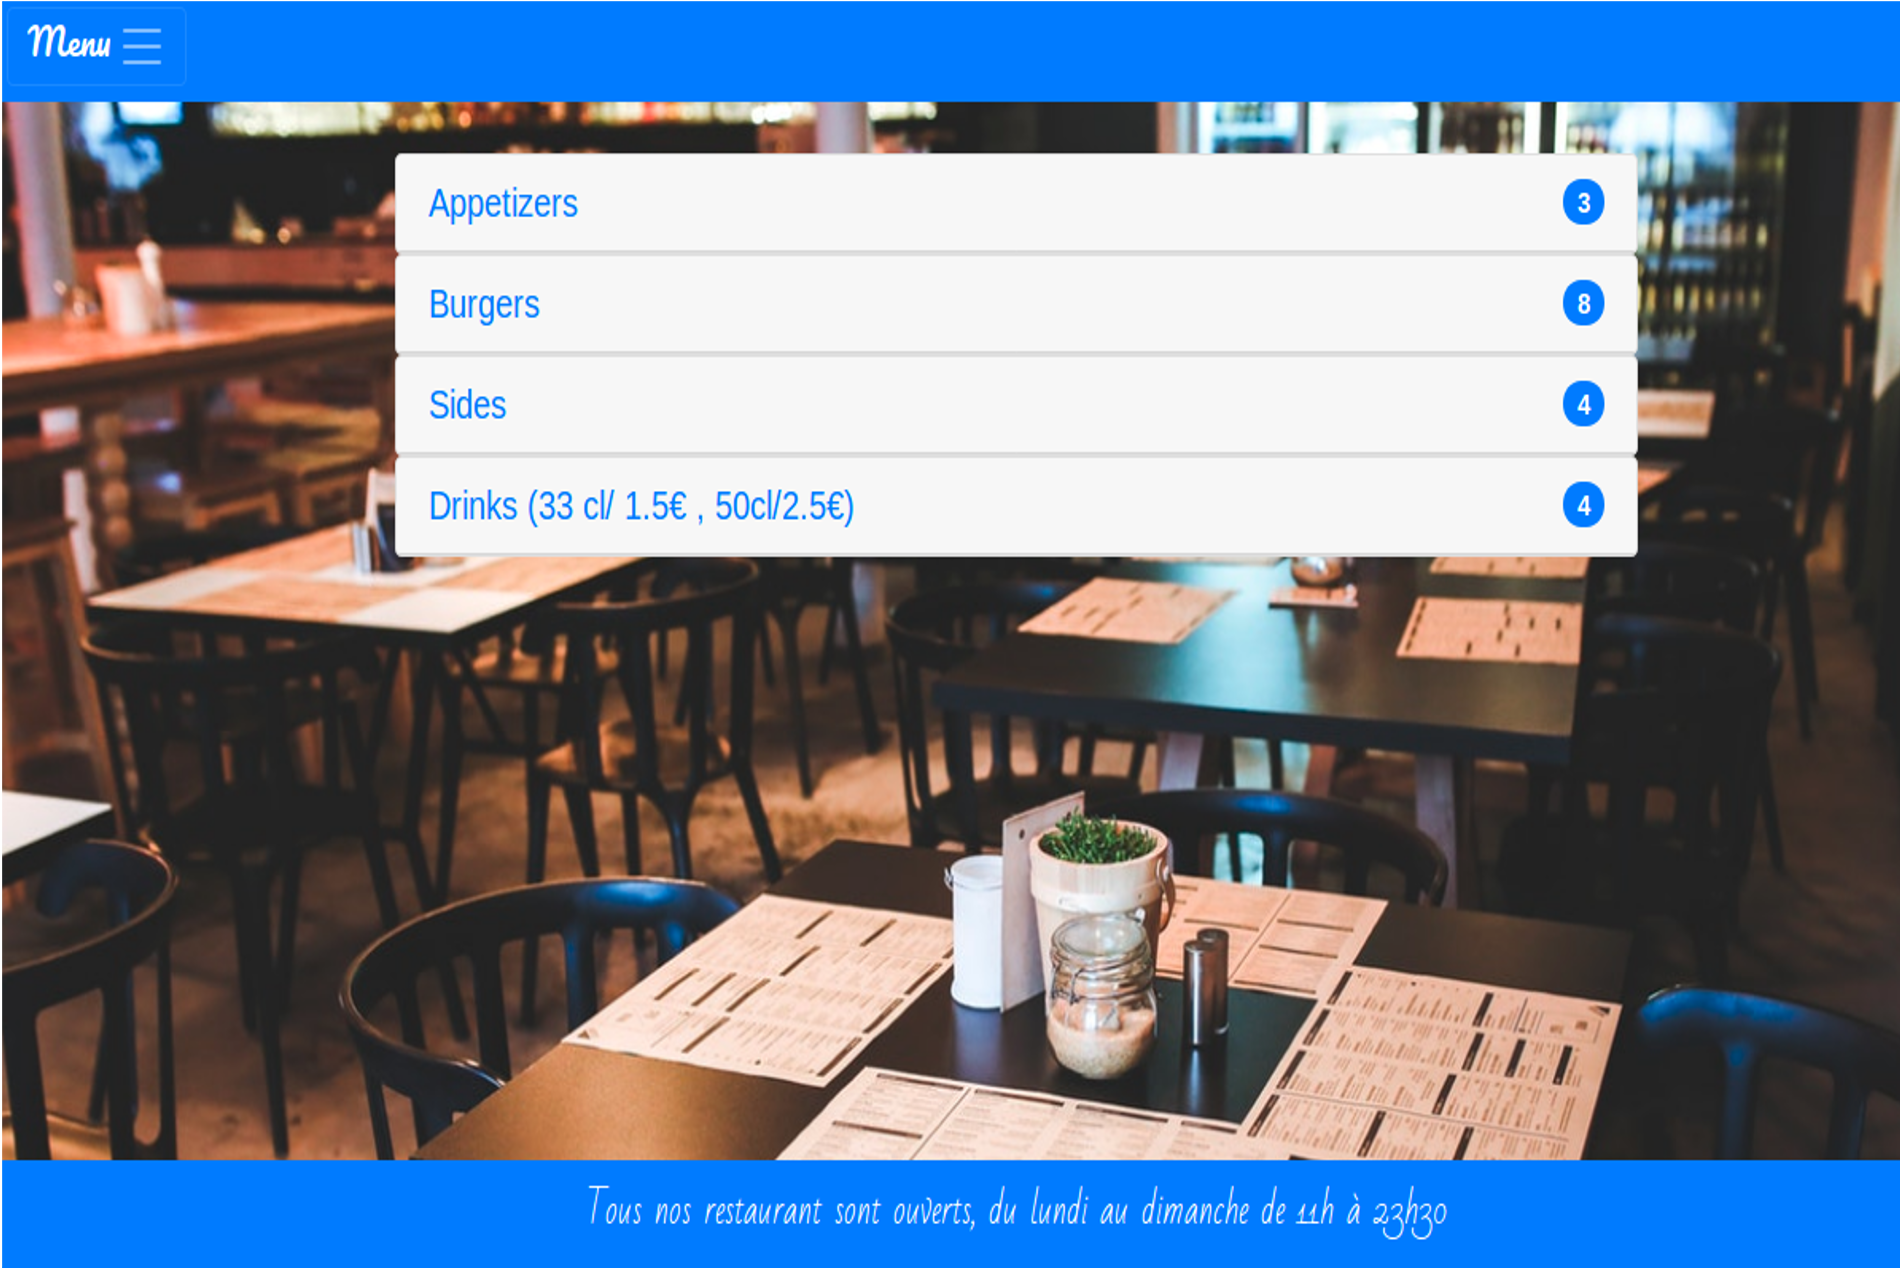 Menu
Appetizers 3
Burgers 8
Sides 4
Drinks (33 cl/ 1.5€ , 50cl/2.5€) 4
Tous nos restaurant sont ouverts, du lundi au dimanche de 11h à 23h30